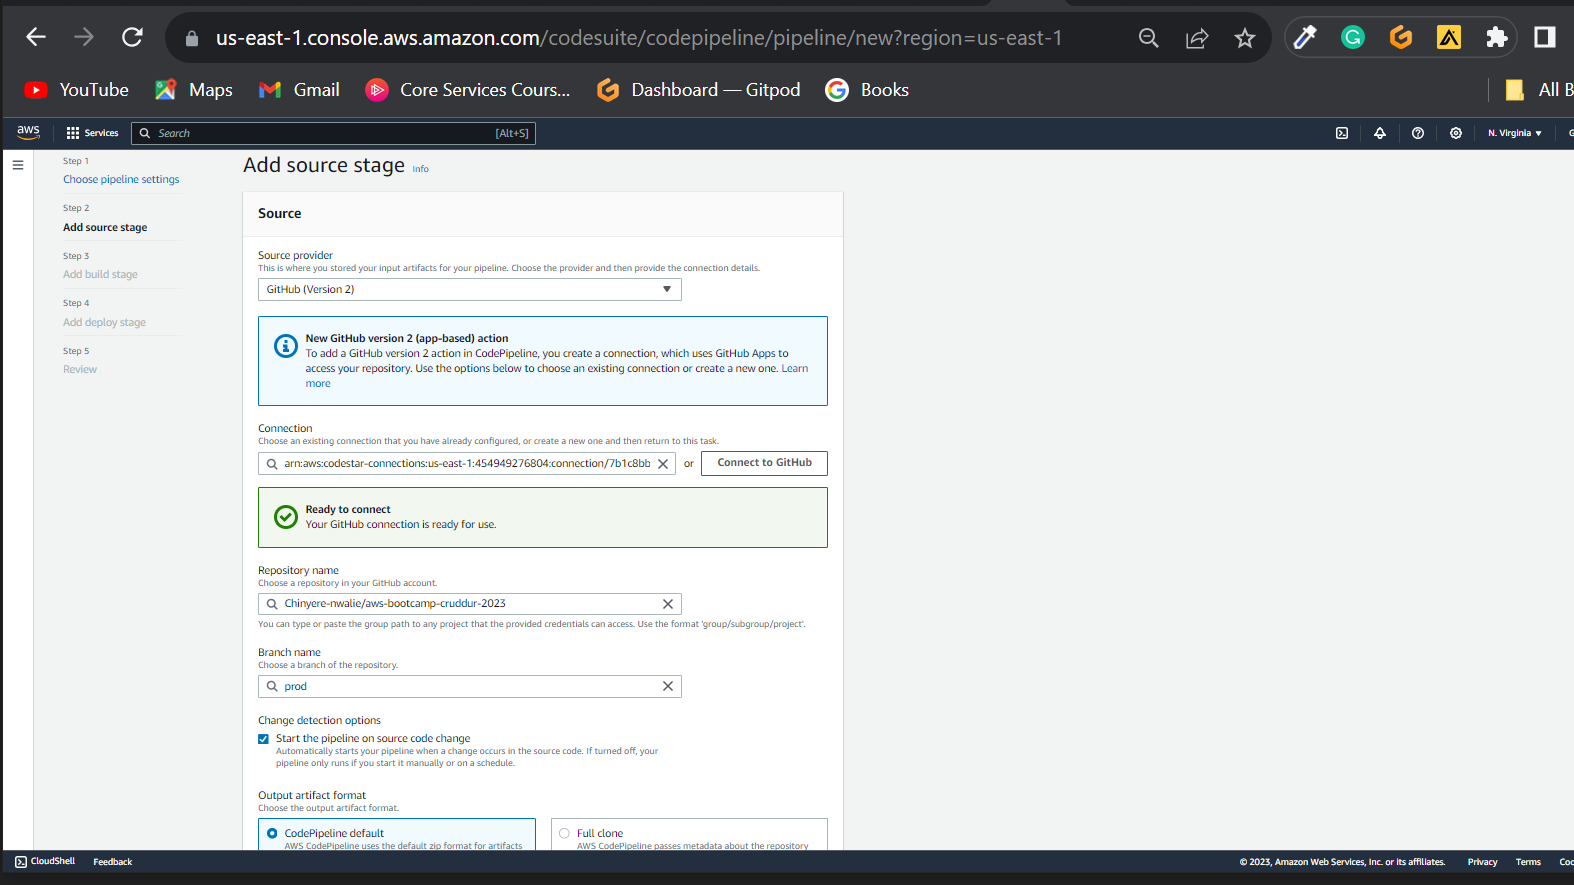 us-east-1.console.aws.amazon.com/codesuite/codepipeline/pipeline/new?region=us-east-1
YouTube Maps Gmail Core Services Cours... Dashboard — Gitpod Books All B
aws Services Search [Alt+S] N. Virginia
Step 1
Choose pipeline settings
Step 2
Add source stage
Step 3
Add build stage
Step 4
Add deploy stage
Step 5
Review
Add source stage Info
Source
Source provider
This is where you stored your input artifacts for your pipeline. Choose the provider and then provide the connection details.
GitHub (Version 2)
New GitHub version 2 (app-based) action
To add a GitHub version 2 action in CodePipeline, you create a connection, which uses GitHub Apps to
access your repository. Use the options below to choose an existing connection or create a new one. Learn
more
Connection
Choose an existing connection that you have already configured, or create a new one and then return to this task.
arn:aws:codestar-connections:us-east-1:454949276804:connection/7b1c8bb or Connect to GitHub
Ready to connect
Your GitHub connection is ready for use.
Repository name
Choose a repository in your GitHub account.
Chinyere-nwalie/aws-bootcamp-cruddur-2023
You can type or paste the group path to any project that the provided credentials can access. Use the format 'group/subgroup/project'.
Branch name
Choose a branch of the repository.
prod
Change detection options
Start the pipeline on source code change
Automatically starts your pipeline when a change occurs in the source code. If turned off, your
pipeline only runs if you start it manually or on a schedule.
Output artifact format
Choose the output artifact format.
CodePipeline default
AWS CodePipeline uses the default zip format for artifacts
Full clone
AWS CodePipeline passes metadata about the repository
CloudShell Feedback © 2023, Amazon Web Services, Inc. or its affiliates. Privacy Terms Coo